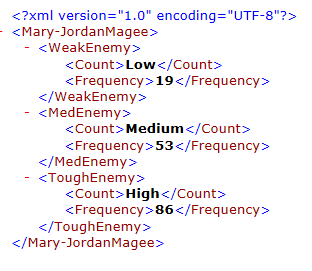 <?xml version="1.0" encoding="UTF-8"?>
- <Mary-JordanMagee>
- <WeakEnemy>
<Count>Low</Count>
<Frequency>19</Frequency>
</WeakEnemy>
- <MedEnemy>
<Count>Medium</Count>
<Frequency>53</Frequency>
</MedEnemy>
- <ToughEnemy>
<Count>High</Count>
<Frequency>86</Frequency>
</ToughEnemy>
</Mary-JordanMagee>